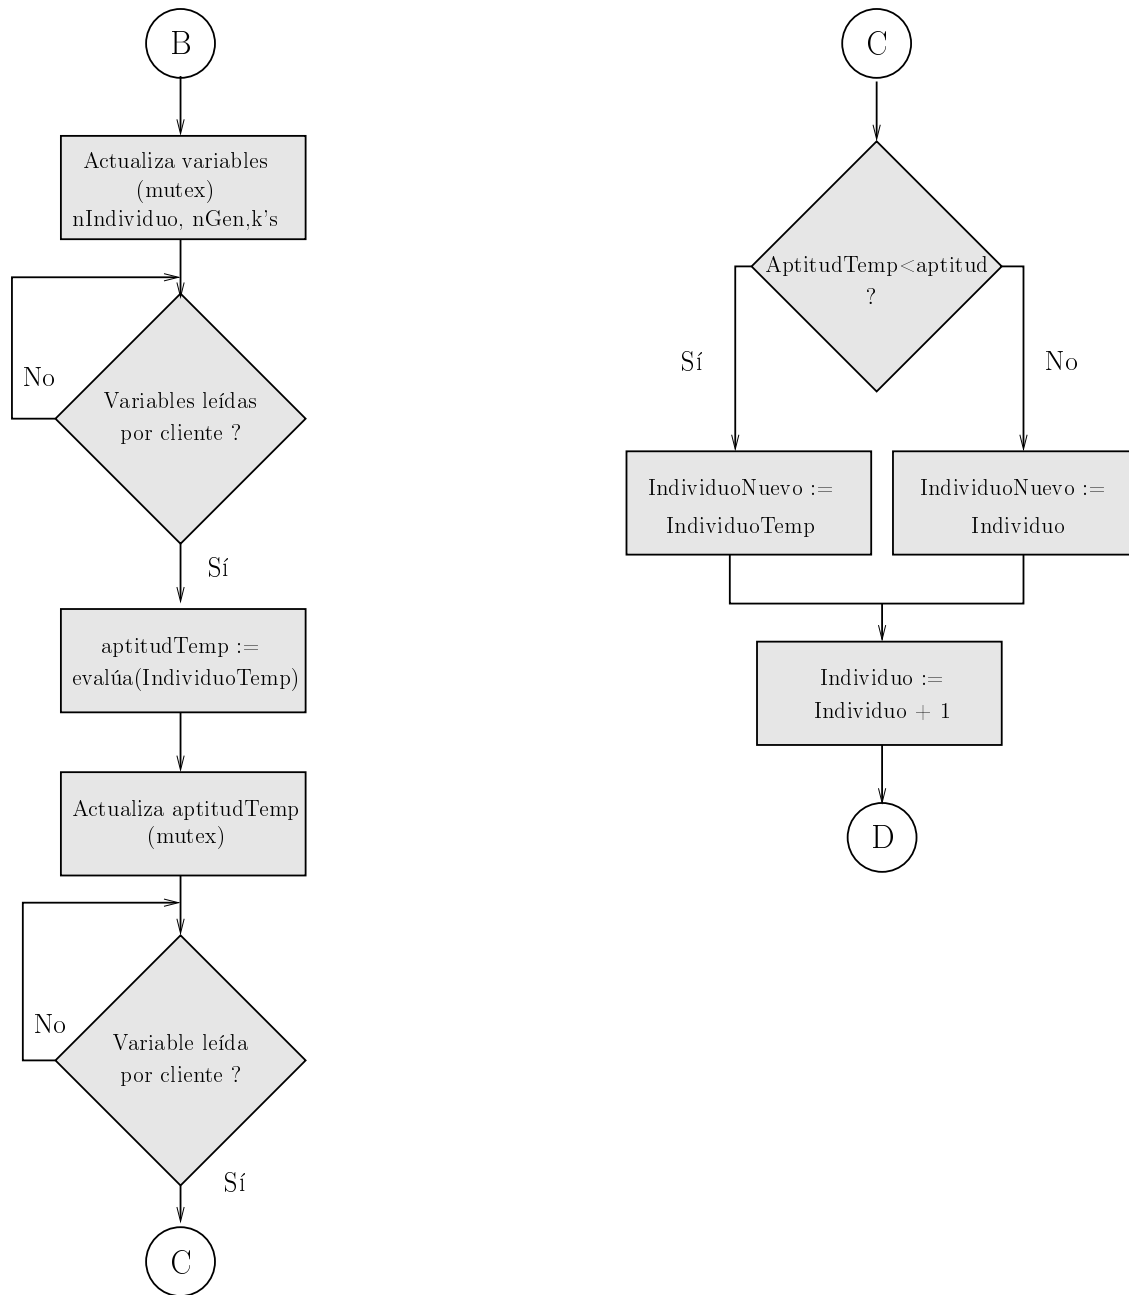 B
Actualiza variables
(mutex)
nIndividuo, nGen,k's
No
Variables leídas
por cliente ?
Sí
aptitudTemp :=
evalúa(IndividuoTemp)
Actualiza aptitudTemp
(mutex)
No
Variable leída
por cliente ?
Sí
C
C
AptitudTemp<aptitud
?
Sí
No
IndividuoNuevo :=
IndividuoTemp
IndividuoNuevo :=
Individuo
Individuo :=
Individuo + 1
D